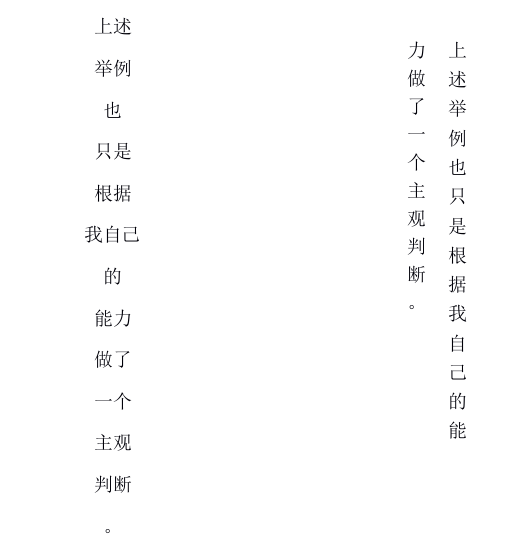 上述
举例
也
只是
根据
我自己
的
能力
做了
一个
主观
判断
。
上述举例也只是根据我自己的能
力做了一个主观判断。